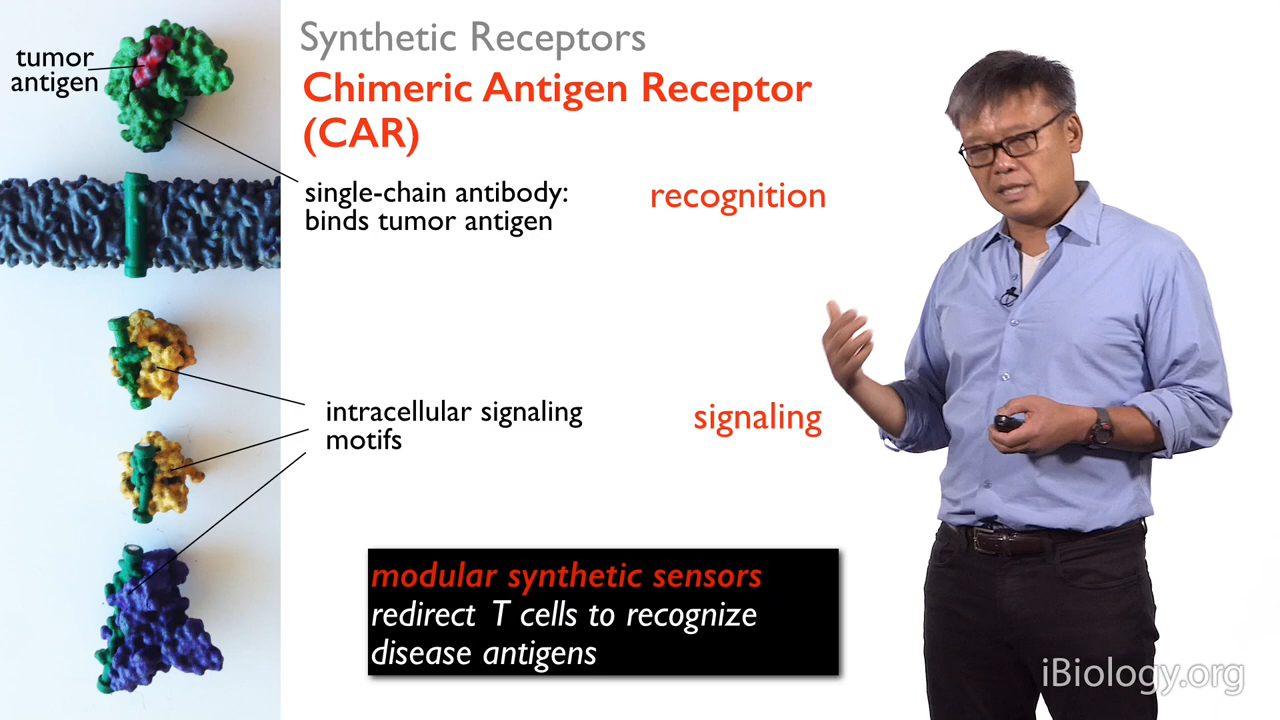 tumor
antigen
Synthetic Receptors
Chimeric Antigen Receptor
(CAR)
single-chain antibody:
binds tumor antigen
recognition
intracellular signaling
motifs
signaling
modular synthetic sensors
redirect T cells to recognize
disease antigens
iBiology.org